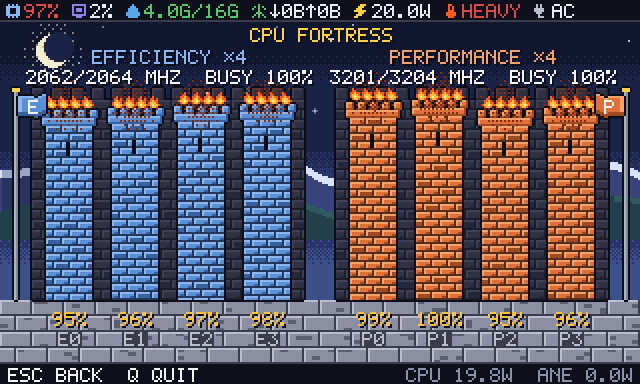 97% 2% 4.0G/16G ↓0B↑0B 20.0W HEAVY AC
CPU FORTRESS
EFFICIENCY ×4 PERFORMANCE ×4
2062/2064 MHZ BUSY 100% 3201/3204 MHZ BUSY 100%
E P
95% 96% 97% 98% 99% 100% 95% 96%
E0 E1 E2 E3 P0 P1 P2 P3
ESC BACK Q QUIT CPU 19.8W ANE 0.0W